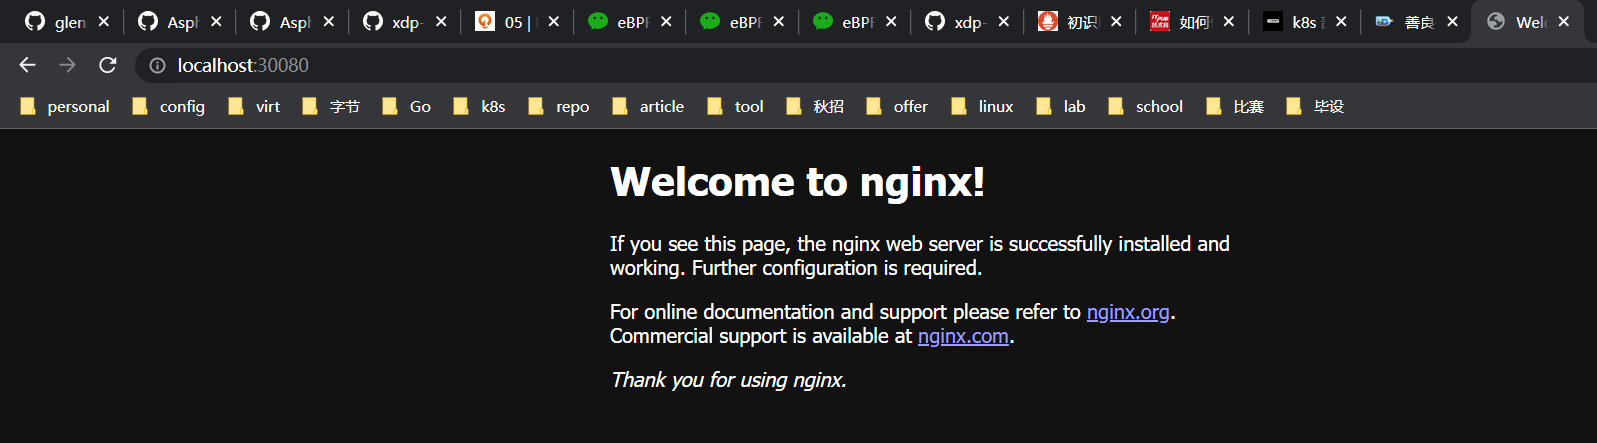 glen Asph Asph xdp- 05 | eBPF eBPF eBPF xdp- 初识 如何 k8s 善良 Welc
localhost:30080
personal config virt 字节 Go k8s repo article tool 秋招 offer linux lab school 比赛 毕设
Welcome to nginx!
If you see this page, the nginx web server is successfully installed and
working. Further configuration is required.
For online documentation and support please refer to nginx.org.
Commercial support is available at nginx.com.
Thank you for using nginx.